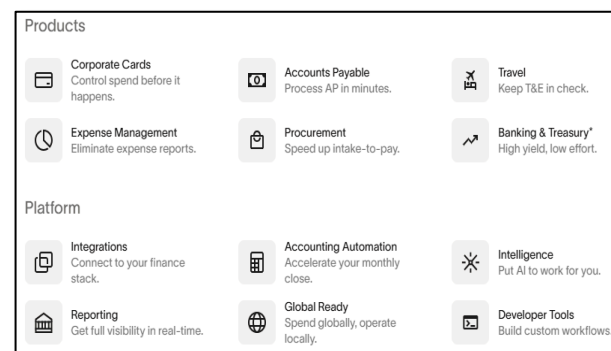 Products
Corporate Cards
Control spend before it
happens.
Accounts Payable
Process AP in minutes.
Travel
Keep T&E in check.
Expense Management
Eliminate expense reports.
Procurement
Speed up intake-to-pay.
Banking & Treasury*
High yield, low effort.
Platform
Integrations
Connect to your finance
stack.
Accounting Automation
Accelerate your monthly
close.
Intelligence
Put AI to work for you.
Reporting
Get full visibility in real-time.
Global Ready
Spend globally, operate
locally.
Developer Tools
Build custom workflows